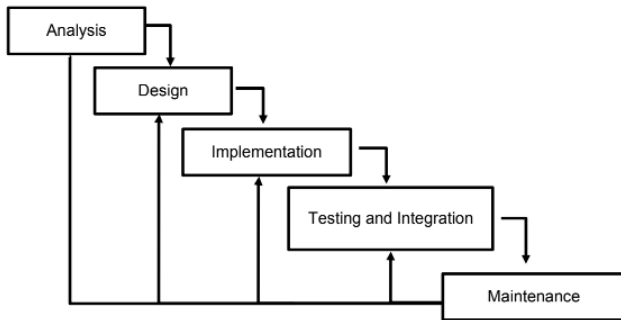 Analysis
Design
Implementation
Testing and Integration
Maintenance